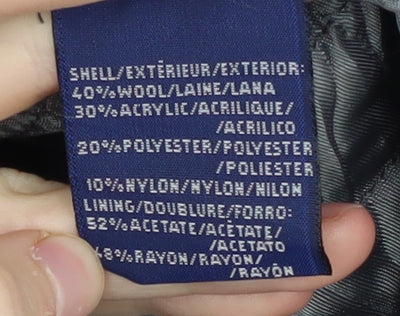 SHELL/EXTÉRIEUR/EXTERIOR:
40%WOOL/LAINE/LANA
30%ACRYLIC/ACRILIQUE/
/ACRILICO
20%POLYESTER/POLYESTER
/POLIESTER
10%NYLON/NYLON/NILON
LINING/DOUBLURE/FORRO:
52%ACETATE/ACÈTATE/
/ACETATO
48%RAYON/RAYON/
/RAYÓN